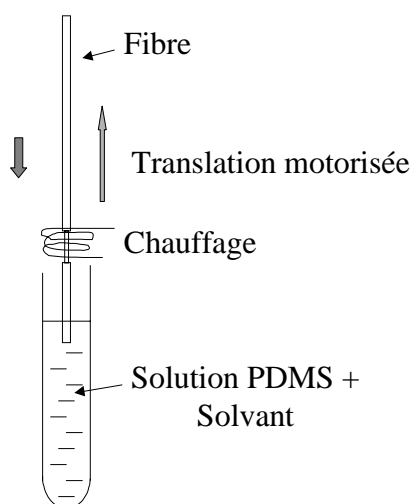 Fibre
Translation motorisée
Chauffage
Solution PDMS +
Solvant